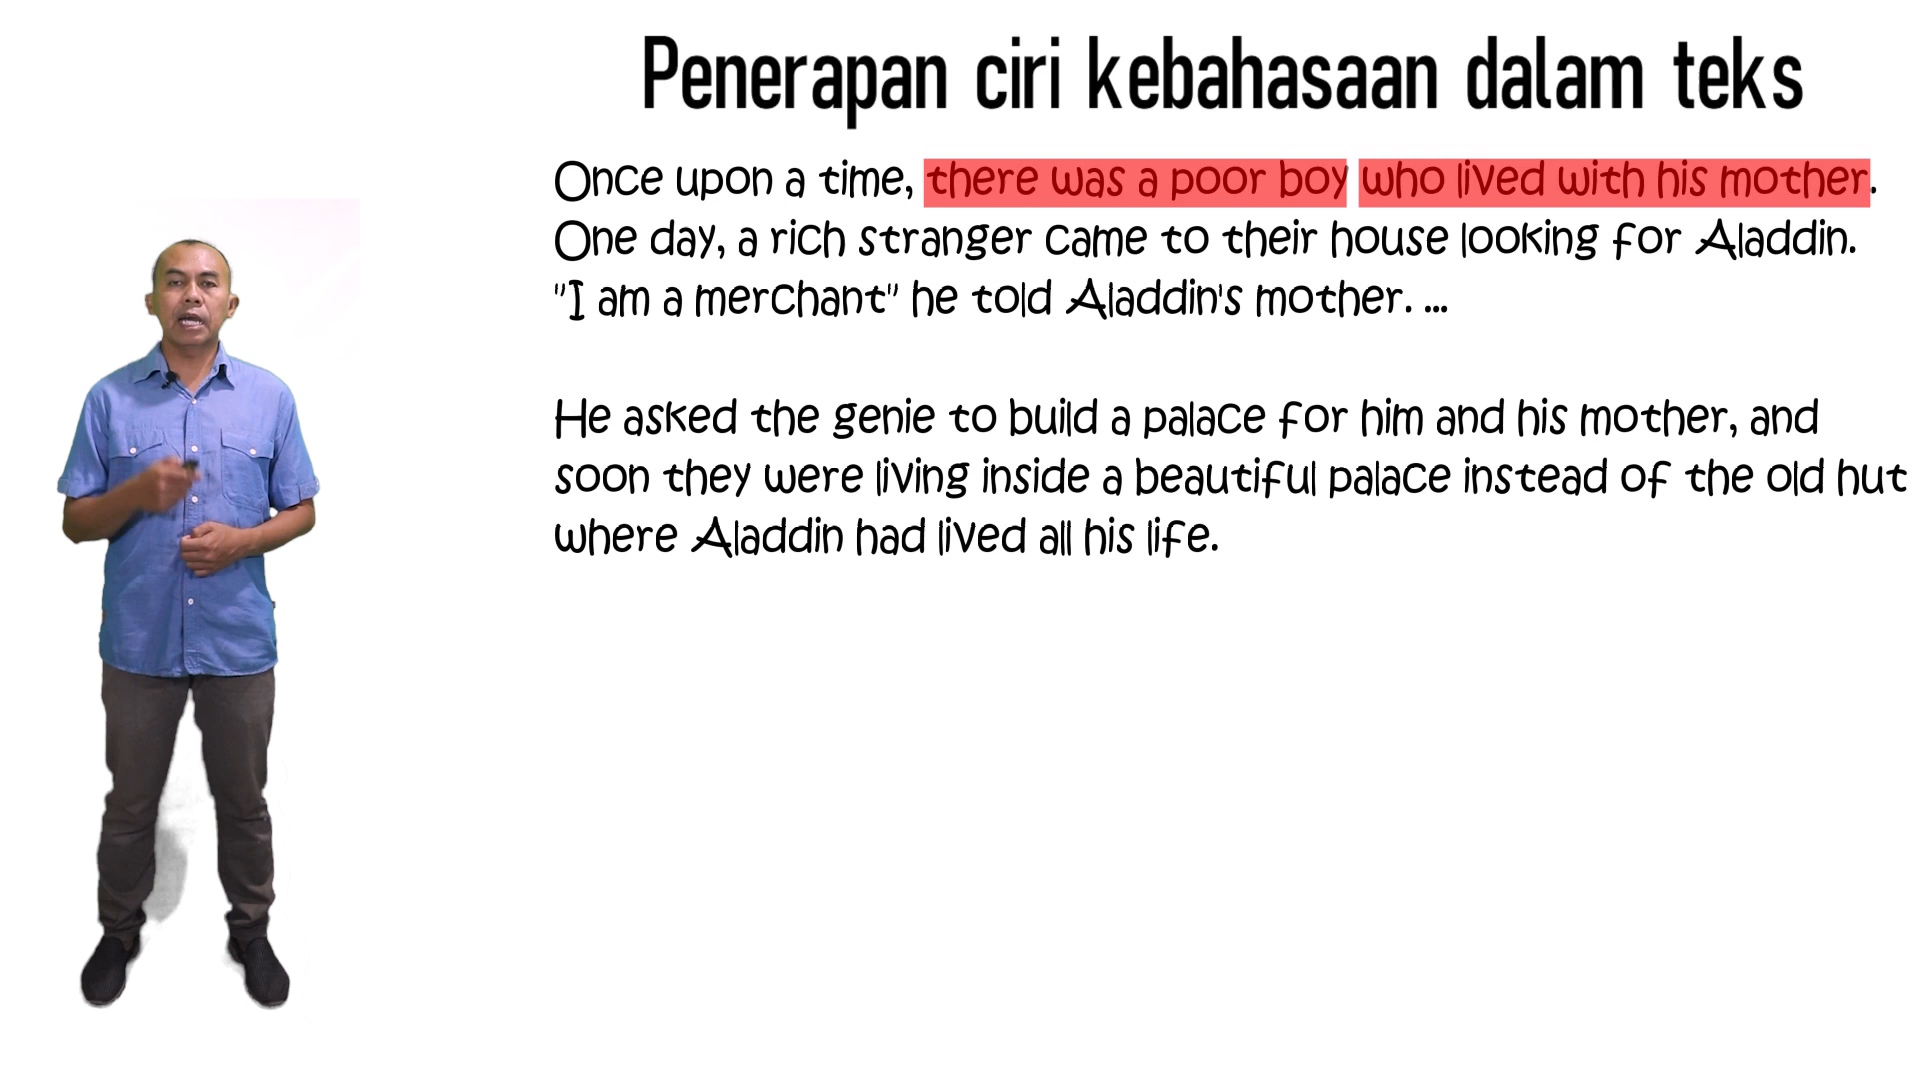 Penerapan ciri kebahasaan dalam teks
Once upon a time, there was a poor boy who lived with his mother.
One day, a rich stranger came to their house looking for Aladdin.
"I am a merchant" he told Aladdin's mother. ...
He asked the genie to build a palace for him and his mother, and
soon they were living inside a beautiful palace instead of the old hut
where Aladdin had lived all his life.